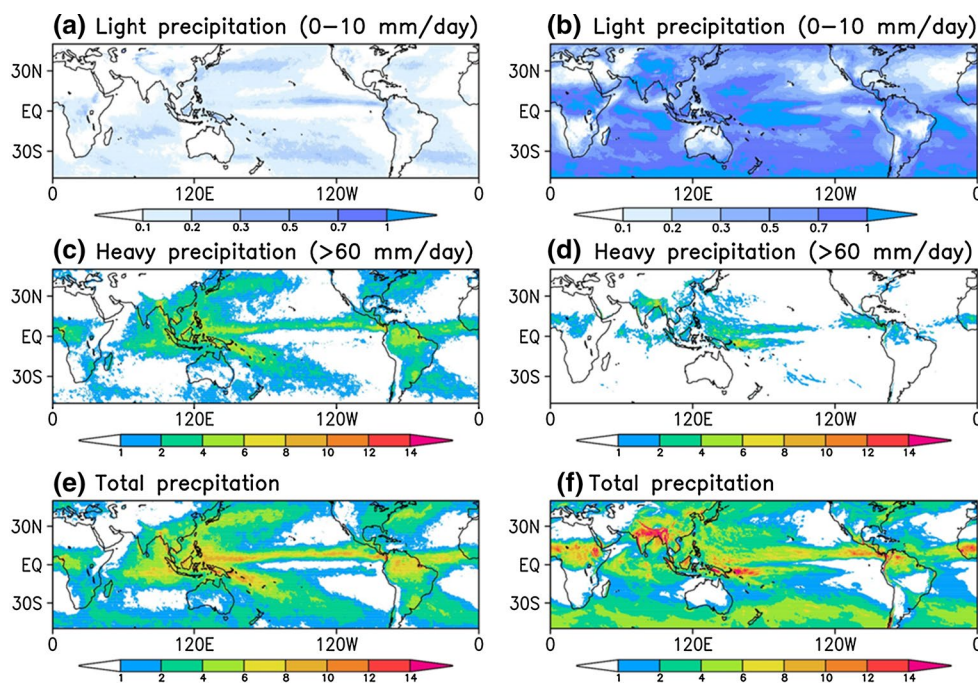 (a) Light precipitation (0–10 mm/day)
30N
EQ
30S
0 120E 120W 0
0.1 0.2 0.3 0.5 0.7 1
(b) Light precipitation (0–10 mm/day)
30N
EQ
30S
0 120E 120W 0
0.1 0.2 0.3 0.5 0.7 1
(c) Heavy precipitation (>60 mm/day)
30N
EQ
30S
0 120E 120W 0
1 2 4 6 8 10 12 14
(d) Heavy precipitation (>60 mm/day)
30N
EQ
30S
0 120E 120W 0
1 2 4 6 8 10 12 14
(e) Total precpitation
30N
EQ
30S
0 120E 120W 0
1 2 4 6 8 10 12 14
(f) Total precpitation
30N
EQ
30S
0 120E 120W 0
1 2 4 6 8 10 12 14